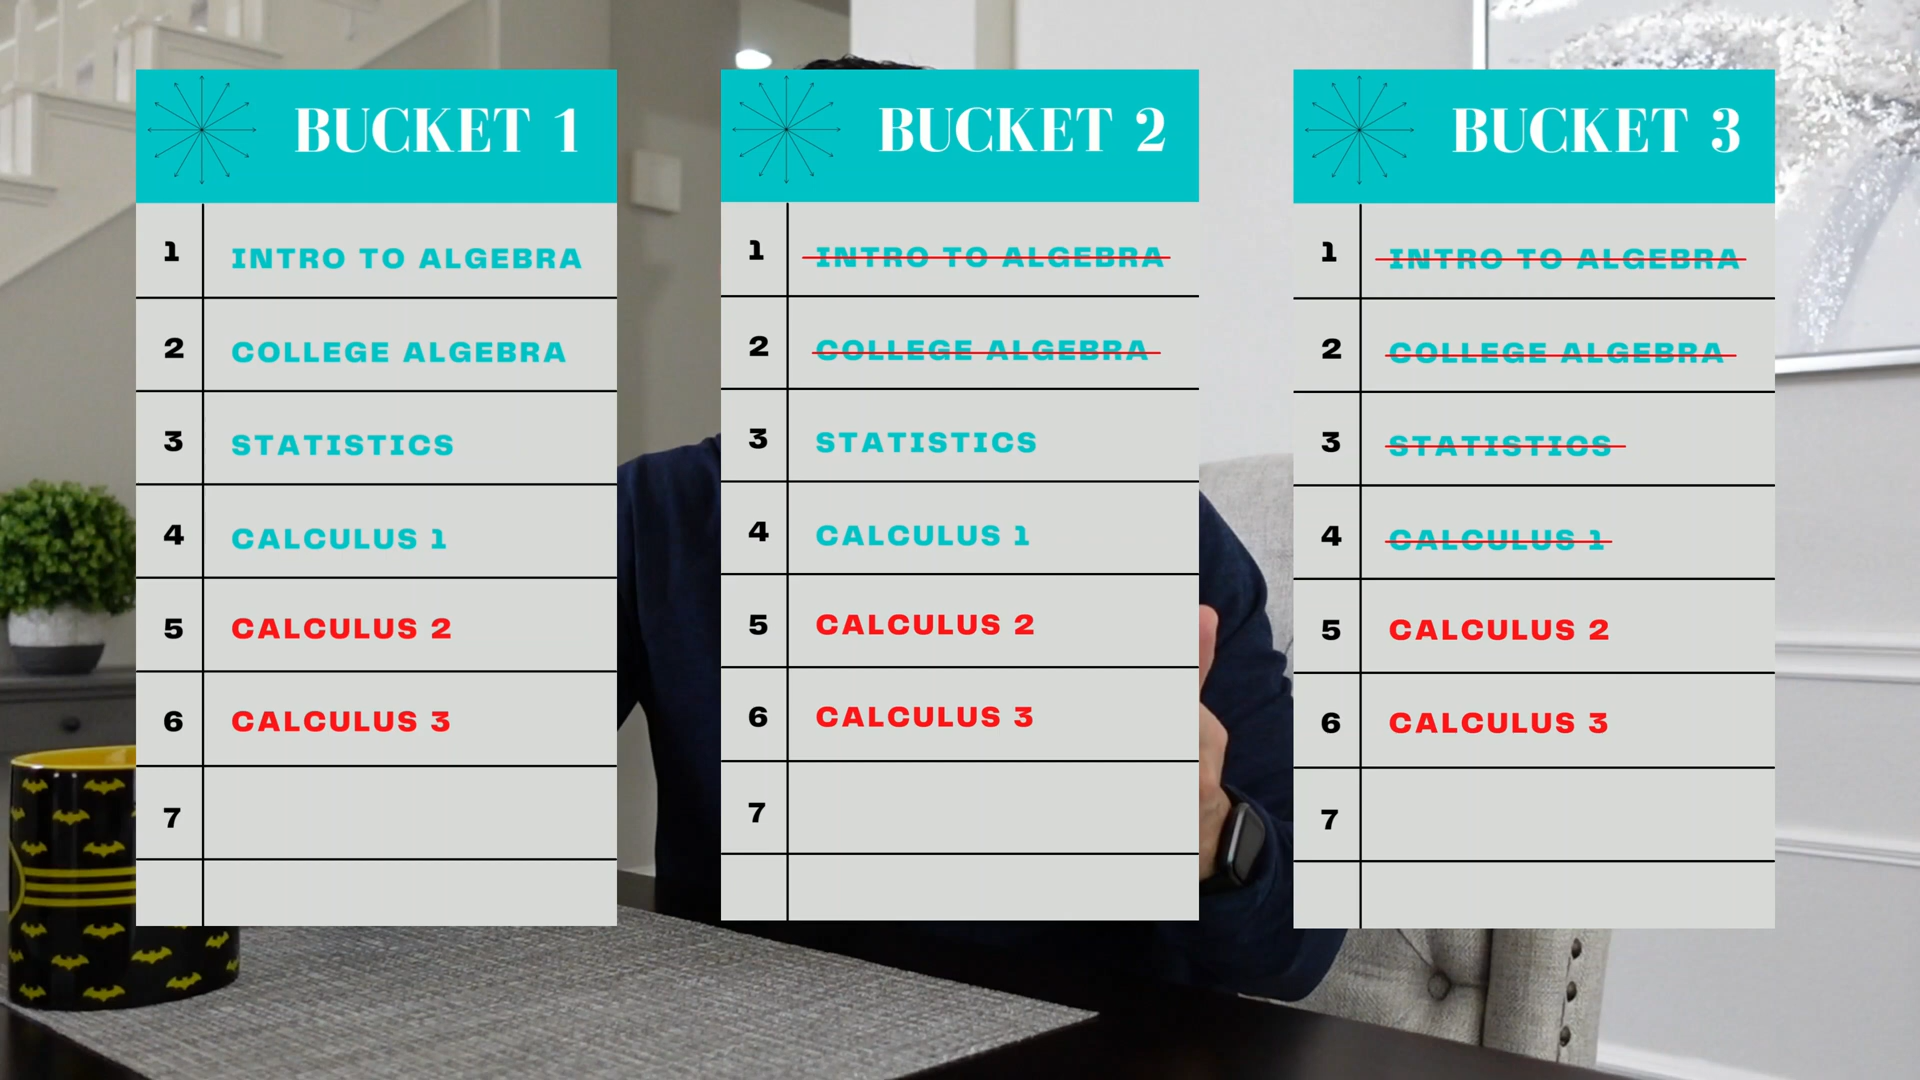 BUCKET 1
1 INTRO TO ALGEBRA
2 COLLEGE ALGEBRA
3 STATISTICS
4 CALCULUS 1
5 CALCULUS 2
6 CALCULUS 3
7
BUCKET 2
1 INTRO TO ALGEBRA
2 COLLEGE ALGEBRA
3 STATISTICS
4 CALCULUS 1
5 CALCULUS 2
6 CALCULUS 3
7
BUCKET 3
1 INTRO TO ALGEBRA
2 COLLEGE ALGEBRA
3 STATISTICS
4 CALCULUS 1
5 CALCULUS 2
6 CALCULUS 3
7